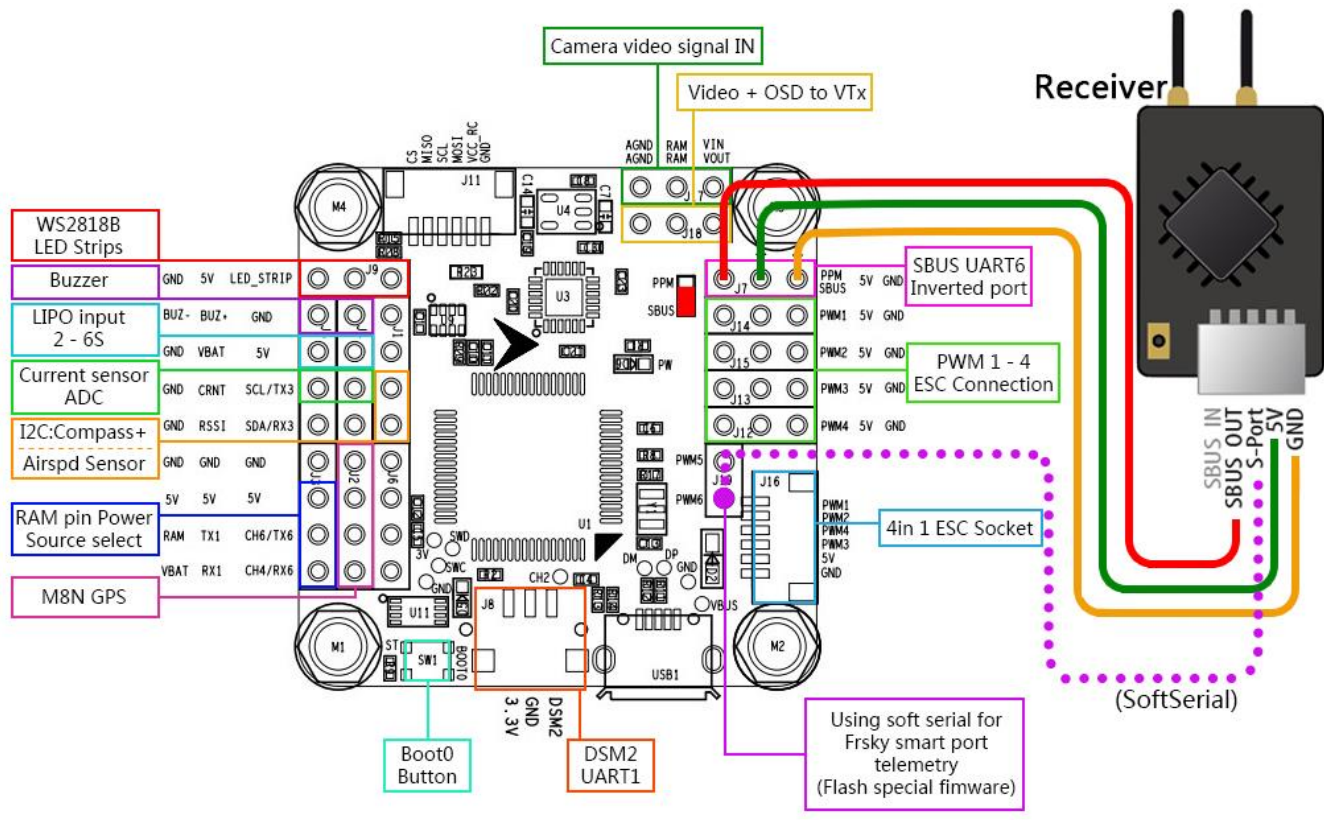 Camera video signal IN
Video + OSD to VTx
Receiver
CS
MISO
SCL
MOSI
VCC_RC
GND
AGND RAM VIN
AGND RAM VOUT
J11
C14
U4
C7
J18
M4
WS2818B
LED Strips
Buzzer
LIPO input
2 - 6S
Current sensor
ADC
I2C:Compass+
Airspd Sensor
RAM pin Power
Source select
M8N GPS
GND 5V LED_STRIP
BUZ- BUZ+ GND
GND VBAT 5V
GND CRNT SCL/TX3
GND RSSI SDA/RX3
GND GND GND
5V 5V 5V
RAM TX1 CH6/TX6
VBAT RX1 CH4/RX6
J9
J2
J6
U3
PPM
SBUS
PW
J7
J14
J15
J13
J12
PPM
SBUS 5V GND
PWM1 5V GND
PWM2 5V GND
PWM3 5V GND
PWM4 5V GND
SBUS UART6
Inverted port
PWM 1 - 4
ESC Connection
PWM5
PWM6
J16
PWM1
PWM2
PWM4
PWM3
5V
GND
4in 1 ESC Socket
SBUS IN
SBUS OUT
S-Port
5V
GND
U1
3V
SWD
SWC
GND
CH2
DM
DP
GND
VBUS
D2
U11
J8
M1
ST
SW1
BOOT0
USB1
M2
3.3V
GND
DSM2
(SoftSerial)
Boot0
Button
DSM2
UART1
Using soft serial for
Frsky smart port
telemetry
(Flash special fimware)